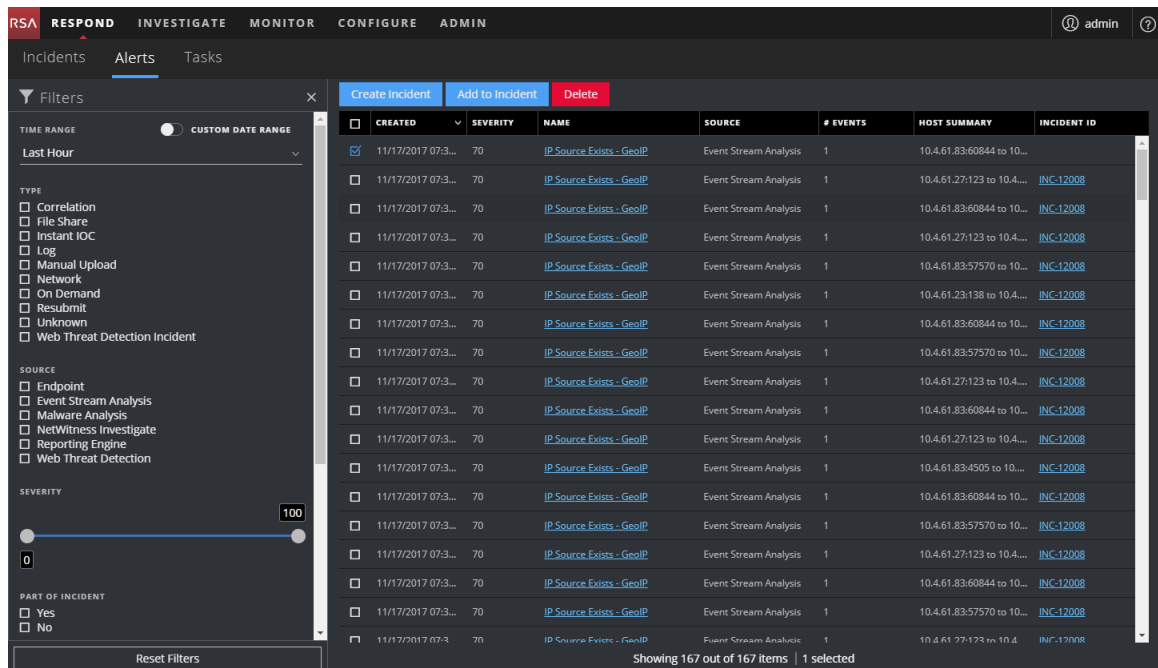 RSA RESPOND INVESTIGATE MONITOR CONFIGURE ADMIN admin ?
Incidents Alerts Tasks
Filters ×
TIME RANGE CUSTOM DATE RANGE
Last Hour
TYPE
Correlation
File Share
Instant IOC
Log
Manual Upload
Network
On Demand
Resubmit
Unknown
Web Threat Detection Incident
SOURCE
Endpoint
Event Stream Analysis
Malware Analysis
NetWitness Investigate
Reporting Engine
Web Threat Detection
SEVERITY
100
0
PART OF INCIDENT
Yes
No
Reset Filters
Create Incident Add to Incident Delete
CREATED SEVERITY NAME SOURCE # EVENTS HOST SUMMARY INCIDENT ID
11/17/2017 07:3... 70 IP Source Exists - GeoIP Event Stream Analysis 1 10.4.61.83:60844 to 10...
11/17/2017 07:3... 70 IP Source Exists - GeoIP Event Stream Analysis 1 10.4.61.27:123 to 10.4.... INC-12008
11/17/2017 07:3... 70 IP Source Exists - GeoIP Event Stream Analysis 1 10.4.61.83:60844 to 10... INC-12008
11/17/2017 07:3... 70 IP Source Exists - GeoIP Event Stream Analysis 1 10.4.61.27:123 to 10.4.... INC-12008
11/17/2017 07:3... 70 IP Source Exists - GeoIP Event Stream Analysis 1 10.4.61.83:57570 to 10... INC-12008
11/17/2017 07:3... 70 IP Source Exists - GeoIP Event Stream Analysis 1 10.4.61.23:138 to 10.4.... INC-12008
11/17/2017 07:3... 70 IP Source Exists - GeoIP Event Stream Analysis 1 10.4.61.83:60844 to 10... INC-12008
11/17/2017 07:3... 70 IP Source Exists - GeoIP Event Stream Analysis 1 10.4.61.83:57570 to 10... INC-12008
11/17/2017 07:3... 70 IP Source Exists - GeoIP Event Stream Analysis 1 10.4.61.27:123 to 10.4.... INC-12008
11/17/2017 07:3... 70 IP Source Exists - GeoIP Event Stream Analysis 1 10.4.61.83:60844 to 10... INC-12008
11/17/2017 07:3... 70 IP Source Exists - GeoIP Event Stream Analysis 1 10.4.61.27:123 to 10.4.... INC-12008
11/17/2017 07:3... 70 IP Source Exists - GeoIP Event Stream Analysis 1 10.4.61.83:4505 to 10.... INC-12008
11/17/2017 07:3... 70 IP Source Exists - GeoIP Event Stream Analysis 1 10.4.61.83:60844 to 10... INC-12008
11/17/2017 07:3... 70 IP Source Exists - GeoIP Event Stream Analysis 1 10.4.61.83:57570 to 10... INC-12008
11/17/2017 07:3... 70 IP Source Exists - GeoIP Event Stream Analysis 1 10.4.61.27:123 to 10.4.... INC-12008
11/17/2017 07:3... 70 IP Source Exists - GeoIP Event Stream Analysis 1 10.4.61.83:60844 to 10... INC-12008
11/17/2017 07:3... 70 IP Source Exists - GeoIP Event Stream Analysis 1 10.4.61.83:57570 to 10... INC-12008
11/17/2017 07:3 70 IP Source Exists - GeoIP Event Stream Analysis 1 10.4.61.27:123 to 10.4 INC-12008
Showing 167 out of 167 items | 1 selected